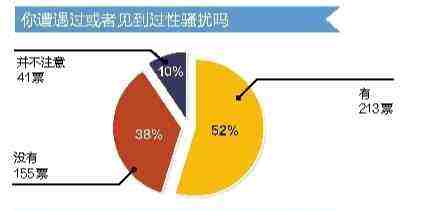 你遭遇过或者见到过性骚扰吗
并不注意
41票
10%
有
213票
52%
38%
没有
155票